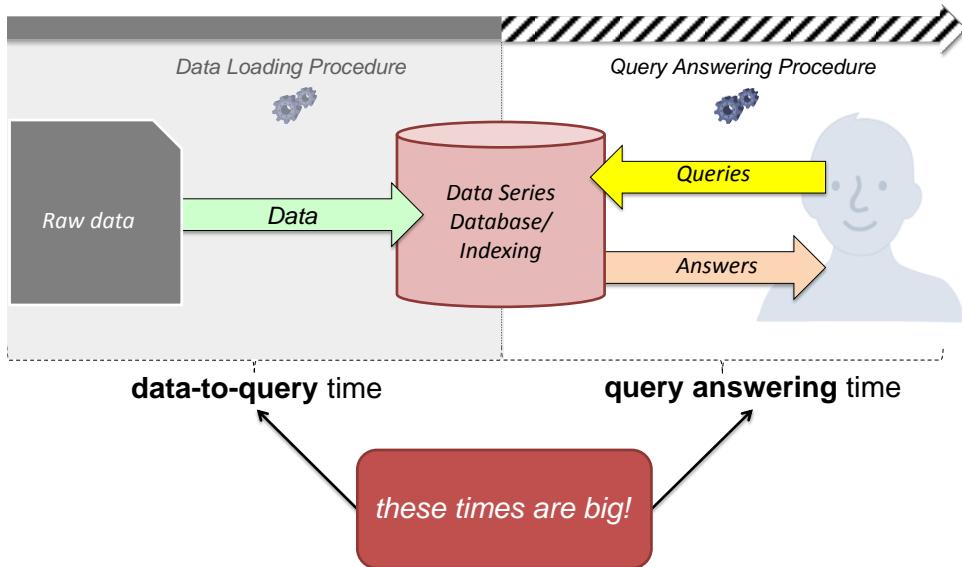 Data Loading Procedure
Query Answering Procedure
Raw data
Data
Data Series
Database/
Indexing
Queries
Answers
data-to-query time
query answering time
these times are big!